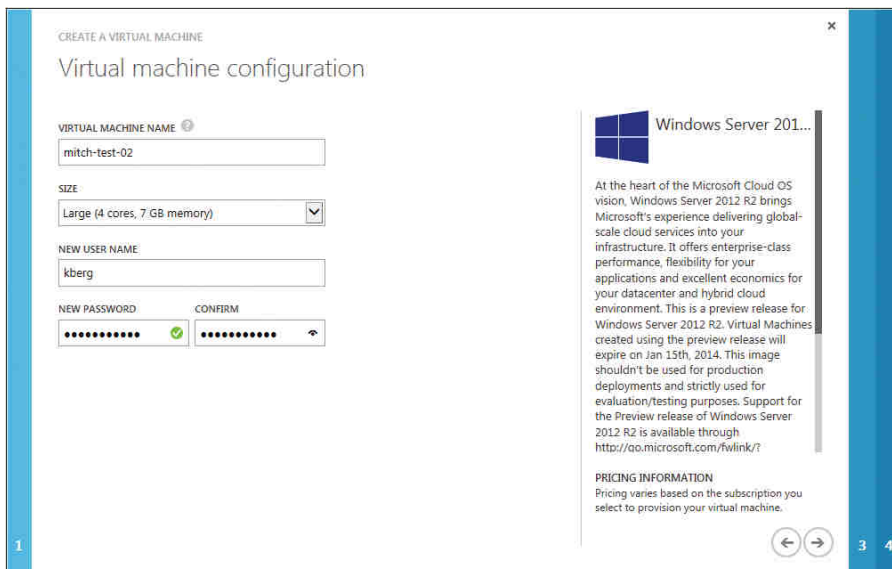 CREATE A VIRTUAL MACHINE
Virtual machine configuration
VIRTUAL MACHINE NAME ?
mitch-test-02
SIZE
Large (4 cores, 7 GB memory)
NEW USER NAME
kberg
NEW PASSWORD CONFIRM
••••••••••• •••••••••••
Windows Server 201...
At the heart of the Microsoft Cloud OS
vision, Windows Server 2012 R2 brings
Microsoft's experience delivering global-
scale cloud services into your
infrastructure. It offers enterprise-class
performance, flexibility for your
applications and excellent economics for
your datacenter and hybrid cloud
environment. This is a preview release for
Windows Server 2012 R2. Virtual Machines
created using the preview release will
expire on Jan 15th, 2014. This image
shouldn't be used for production
deployments and strictly used for
evaluation/testing purposes. Support for
the Preview release of Windows Server
2012 R2 is available through
http://go.microsoft.com/fwlink/?
PRICING INFORMATION
Pricing varies based on the subscription you
select to provision your virtual machine.
1
3 4